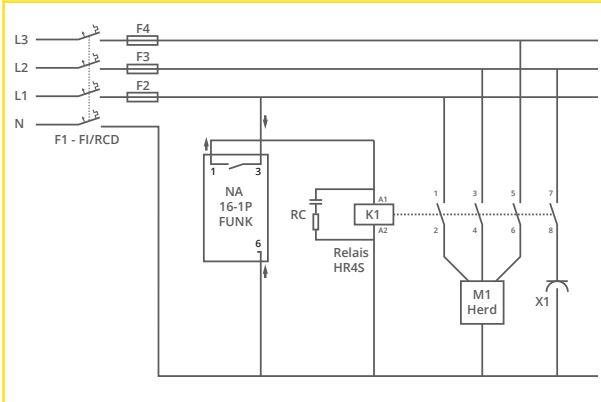 F4
L3
F3
L2
F2
L1
N
F1 - FI/RCD
1 3
NA
16-1P
FUNK
6
RC
A1
K1
A2
Relais
HR4S
1 3 5 7
2 4 6 8
M1
Herd
X1